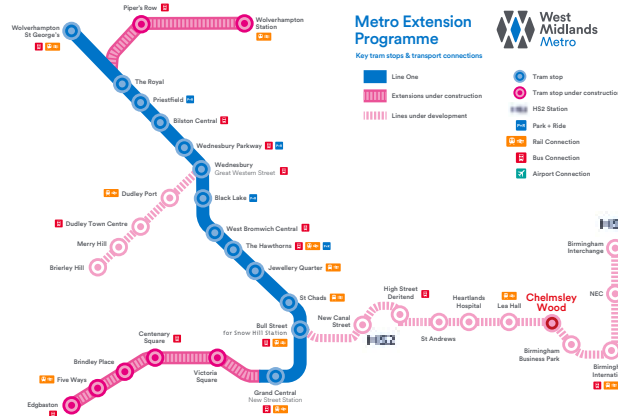 Metro Extension
Programme
Key tram stops & transport connections
Line One
Extensions under construction
Lines under development
West
Midlands
Metro
Tram stop
Tram stop under construction
HS2 Station
Park + Ride
Rail Connection
Bus Connection
Airport Connection
Piper's Row
Wolverhampton
Station
Wolverhampton
St George's
The Royal
Priestfield
Bilston Central
Wednesbury Parkway
Wednesbury
Great Western Street
Dudley Port
Black Lake
Dudley Town Centre
Merry Hill
Brierley Hill
West Bromwich Central
The Hawthorns
Jewellery Quarter
St Chads
Bull Street
for Snow Hill Station
New Canal
Street
High Street
Deritend
St Andrews
Heartlands
Hospital
Lea Hall
Chelmsley
Wood
Birmingham
Business Park
Birmingham
Interchange
NEC
Centenary
Square
Brindley Place
Five Ways
Edgbaston
Victoria
Square
Grand Central
New Street Station